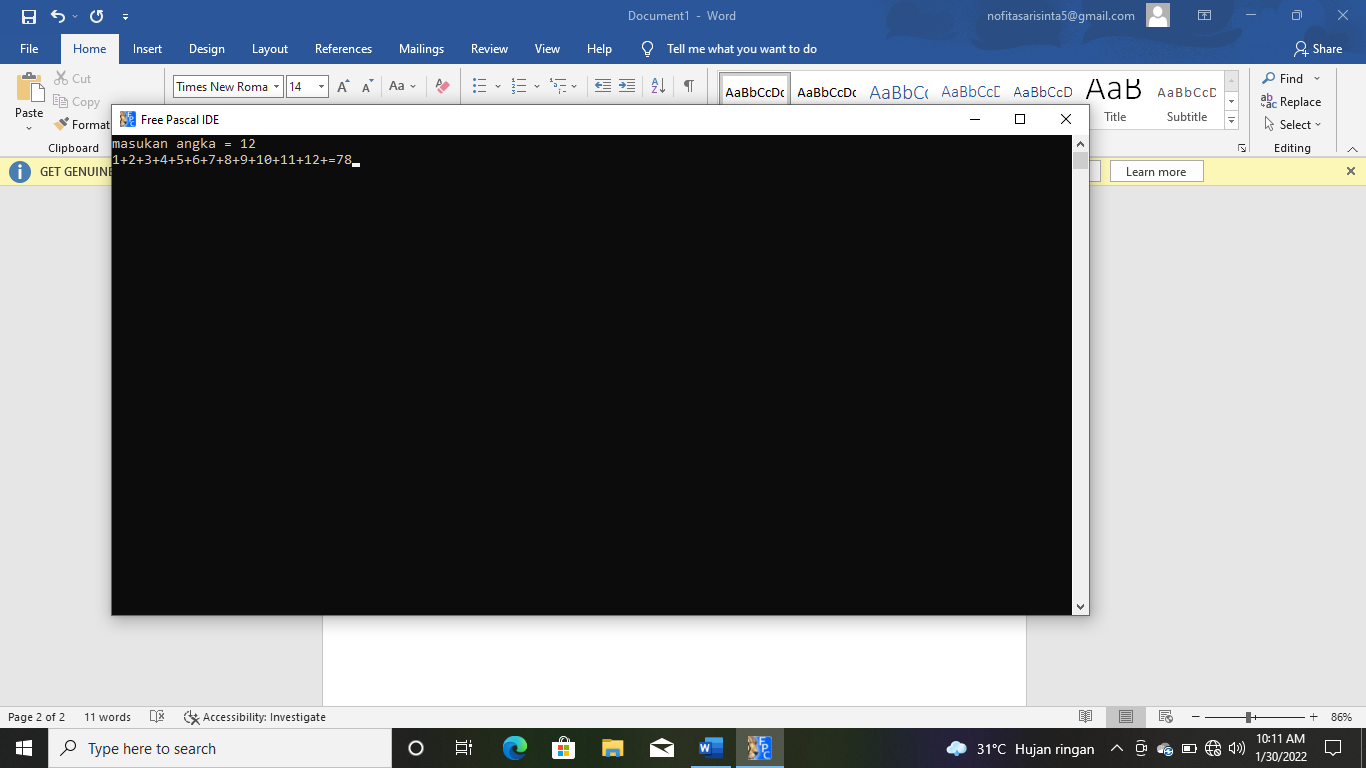 Document1 - Word
nofitasarisinta5@gmail.com
File Home Insert Design Layout References Mailings Review View Help Tell me what you want to do Share
Paste
Cut
Copy
Format
Clipboard
Times New Roma 14
Aa
AaBbCcDc AaBbCcDc AaBbC AaBbCcD AaBbCcD AaB AaBbCcD
Title Subtitle
Find
Replace
Select
Editing
GET GENUINE
Learn more
Free Pascal IDE
masukan angka = 12
1+2+3+4+5+6+7+8+9+10+11+12+=78
Page 2 of 2 11 words Accessibility: Investigate 86%
Type here to search
31°C Hujan ringan
10:11 AM
1/30/2022